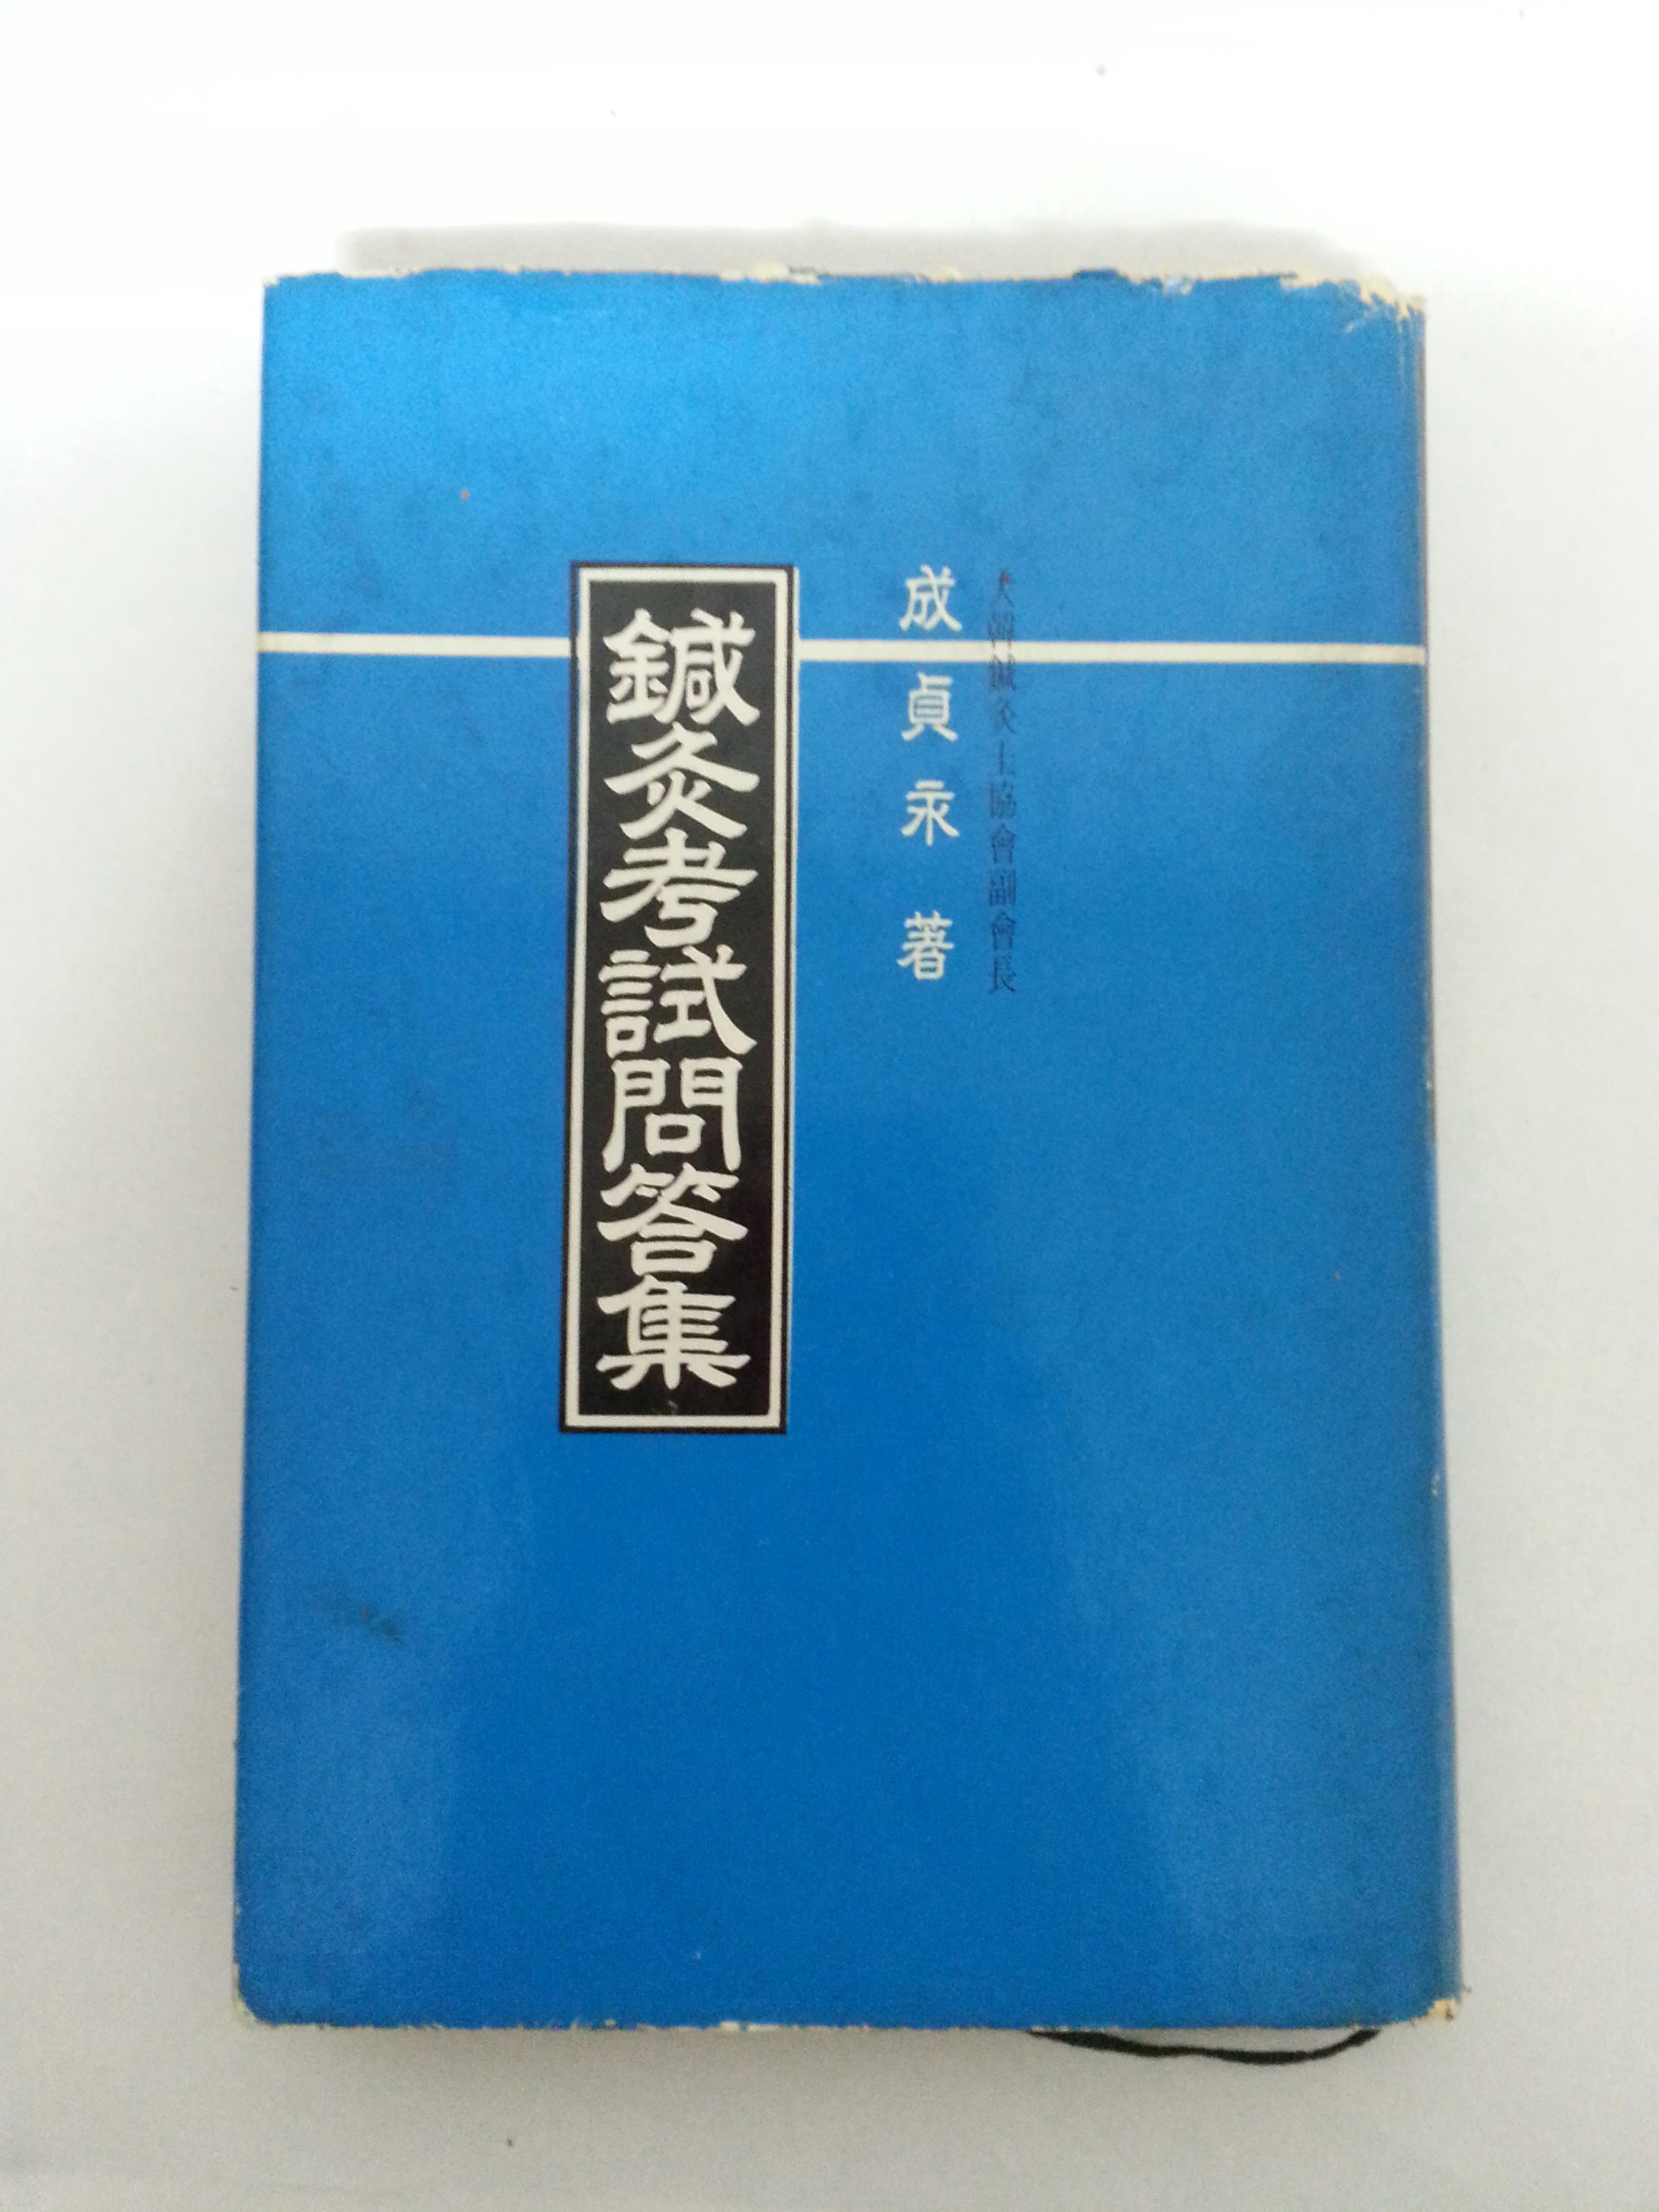 大韓鍼灸士協會副會長
成貞永 著
鍼灸考試問答集